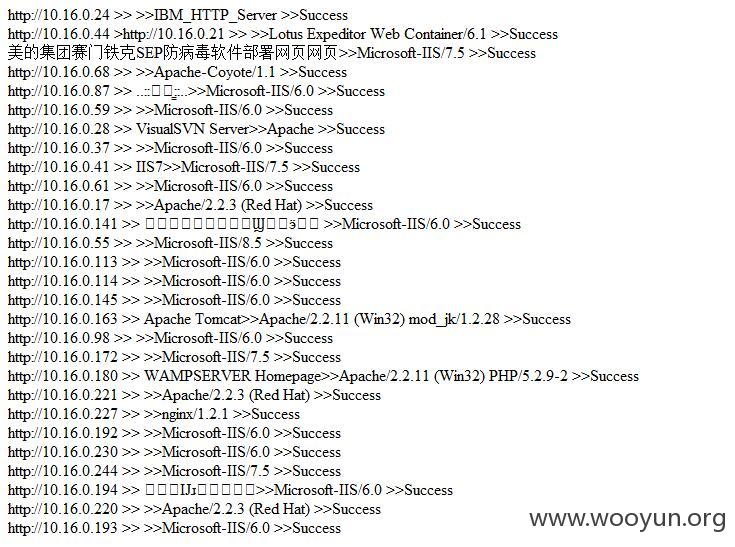 http://10.16.0.24 >> >>IBM_HTTP_Server >>Success
http://10.16.0.44 >http://10.16.0.21 >> >>Lotus Expeditor Web Container/6.1 >>Success
美的集团赛门铁克SEP防病毒软件部署网页网页>>Microsoft-IIS/7.5 >>Success
http://10.16.0.68 >> >>Apache-Coyote/1.1 >>Success
http://10.16.0.87 >> >>Microsoft-IIS/6.0 >>Success
http://10.16.0.59 >> >>Microsoft-IIS/6.0 >>Success
http://10.16.0.28 >> VisualSVN Server>>Apache >>Success
http://10.16.0.37 >> >>Microsoft-IIS/6.0 >>Success
http://10.16.0.41 >> IIS7>>Microsoft-IIS/7.5 >>Success
http://10.16.0.61 >> >>Microsoft-IIS/6.0 >>Success
http://10.16.0.17 >> >>Apache/2.2.3 (Red Hat) >>Success
http://10.16.0.141 >> >>Microsoft-IIS/6.0 >>Success
http://10.16.0.55 >> >>Microsoft-IIS/8.5 >>Success
http://10.16.0.113 >> >>Microsoft-IIS/6.0 >>Success
http://10.16.0.114 >> >>Microsoft-IIS/6.0 >>Success
http://10.16.0.145 >> >>Microsoft-IIS/6.0 >>Success
http://10.16.0.163 >> Apache Tomcat>>Apache/2.2.11 (Win32) mod_jk/1.2.28 >>Success
http://10.16.0.98 >> >>Microsoft-IIS/6.0 >>Success
http://10.16.0.172 >> >>Microsoft-IIS/7.5 >>Success
http://10.16.0.180 >> WAMPSERVER Homepage>>Apache/2.2.11 (Win32) PHP/5.2.9-2 >>Success
http://10.16.0.221 >> >>Apache/2.2.3 (Red Hat) >>Success
http://10.16.0.227 >> >>nginx/1.2.1 >>Success
http://10.16.0.192 >> >>Microsoft-IIS/6.0 >>Success
http://10.16.0.230 >> >>Microsoft-IIS/6.0 >>Success
http://10.16.0.244 >> >>Microsoft-IIS/7.5 >>Success
http://10.16.0.194 >> >>Microsoft-IIS/6.0 >>Success
http://10.16.0.220 >> >>Apache/2.2.3 (Red Hat) >>Success
http://10.16.0.193 >> >>Microsoft-IIS/6.0 >>Success
www.wooyun.org